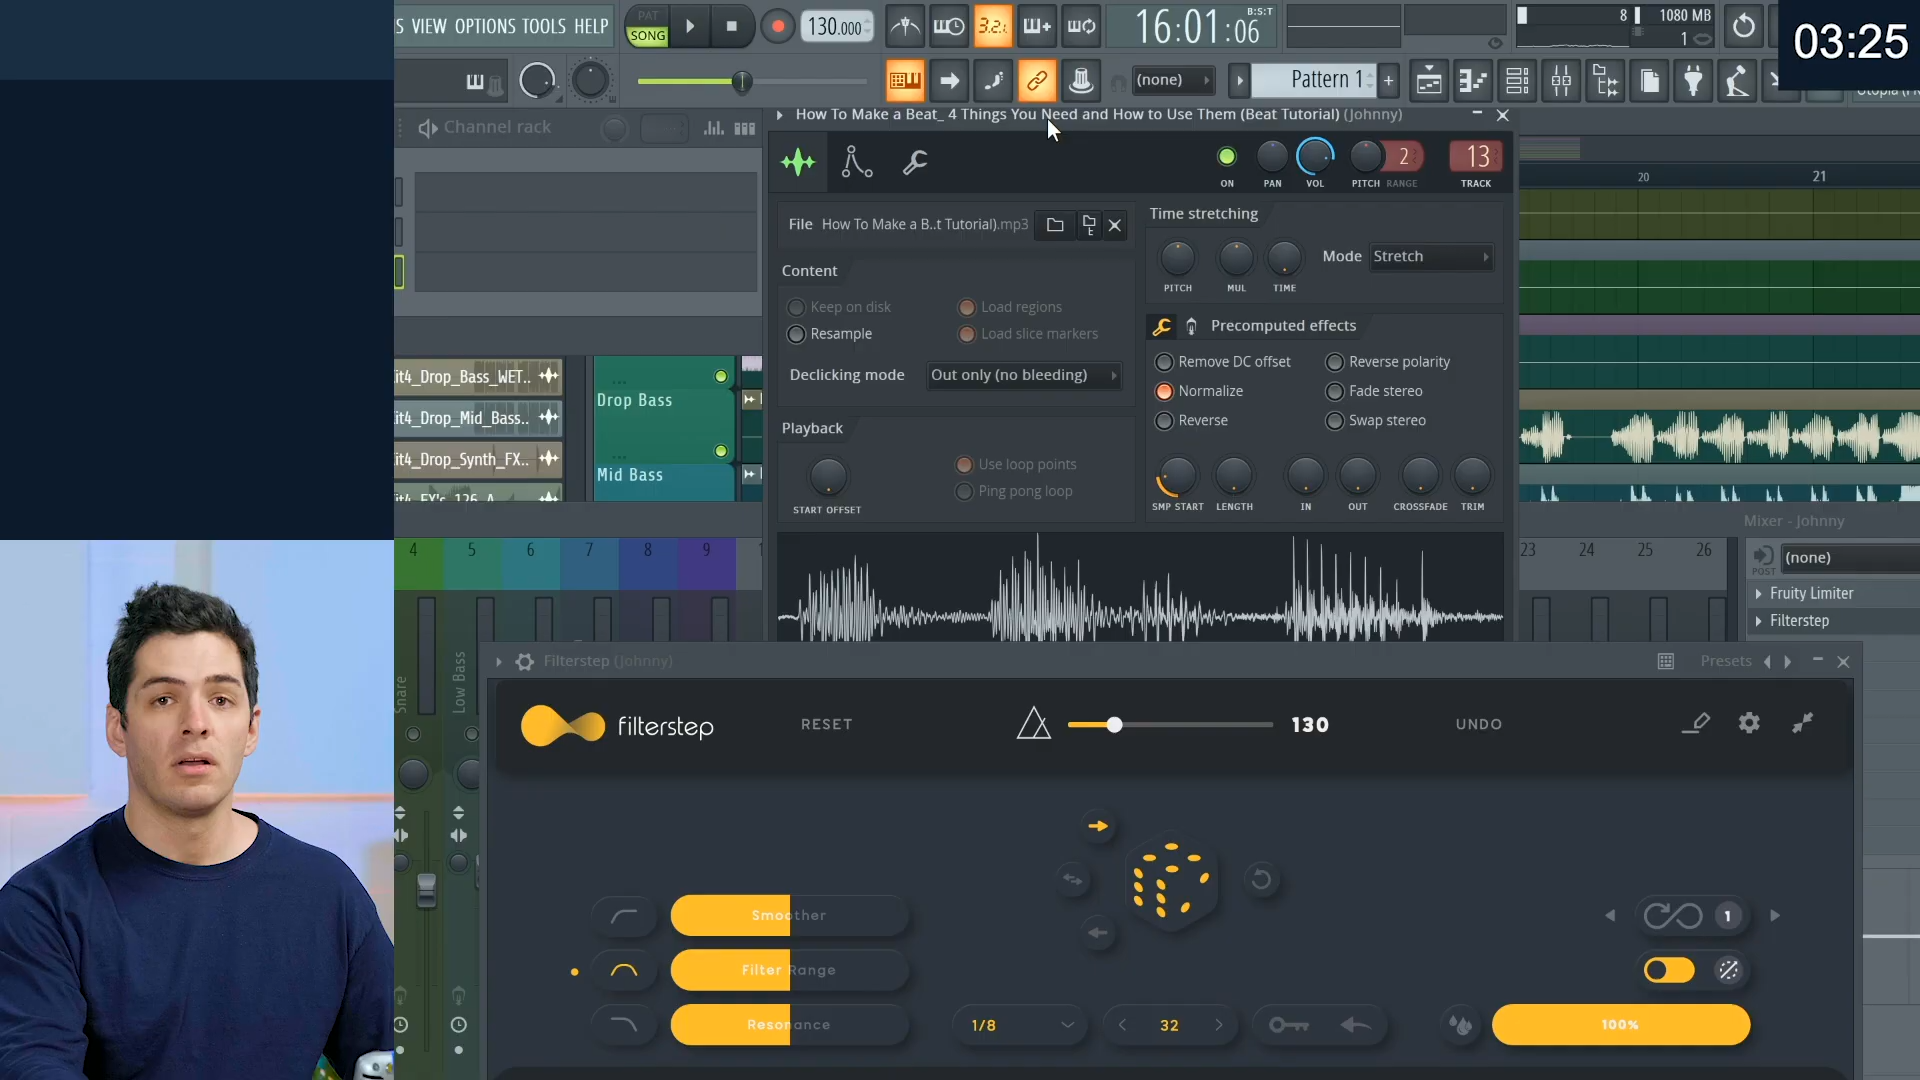 S VIEW OPTIONS TOOLS HELP
PAT
SONG
130.000
3.2.
16:01:06
B:S:T
8
1080 MB
1
03:25
(none)
Pattern 1
+
Channel rack
How To Make a Beat_ 4 Things You Need and How to Use Them (Beat Tutorial) (Johnny)
ON
PAN
VOL
PITCH
2
RANGE
13
TRACK
20
21
File How To Make a B..t Tutorial).mp3
Time stretching
PITCH
MUL
TIME
Mode
Stretch
Content
Keep on disk
Load regions
Resample
Load slice markers
Declicking mode
Out only (no bleeding)
Precomputed effects
Remove DC offset
Reverse polarity
Normalize
Fade stereo
Reverse
Swap stereo
Playback
START OFFSET
Use loop points
Ping pong loop
SMP START
LENGTH
IN
OUT
CROSSFADE
TRIM
it4_Drop_Bass_WET..
it4_Drop_Mid_Bass..
it4_Drop_Synth_FX..
Drop Bass
Mid Bass
4
5
6
7
8
9
1
23
24
25
26
Mixer - Johnny
POST
(none)
Fruity Limiter
Filterstep
Snare
Low Bass
Filterstep (Johnny)
Presets
filterstep
RESET
130
UNDO
Smoother
Filter Range
Resonance
1/8
32
1
100%